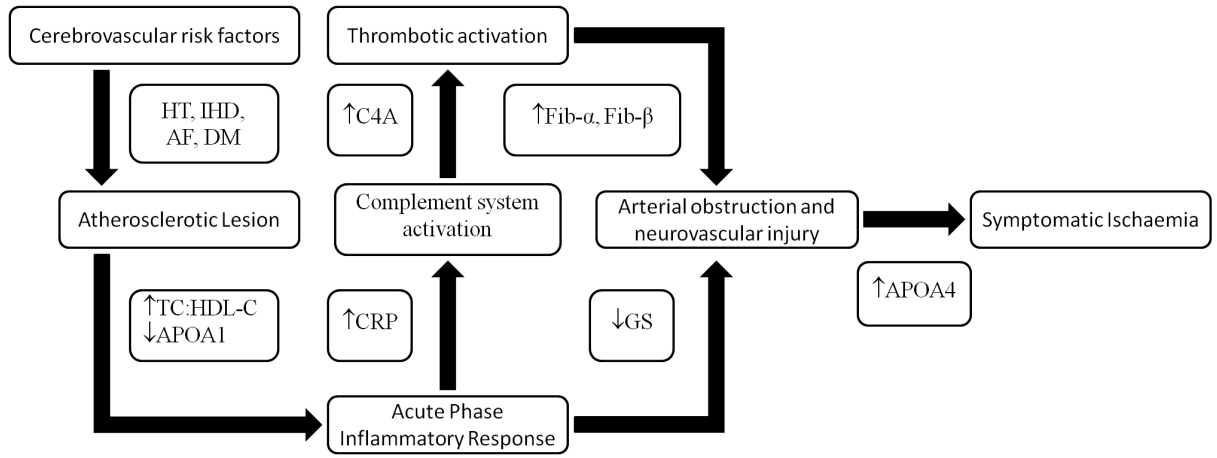 Cerebrovascular risk factors
Thrombotic activation
HT, IHD,
AF, DM
↑C4A
↑Fib-α, Fib-β
Atherosclerotic Lesion
Complement system
activation
Arterial obstruction and
neurovascular injury
Symptomatic Ischaemia
↑TC:HDL-C
↓APOA1
↑CRP
↓GS
↑APOA4
Acute Phase
Inflammatory Response